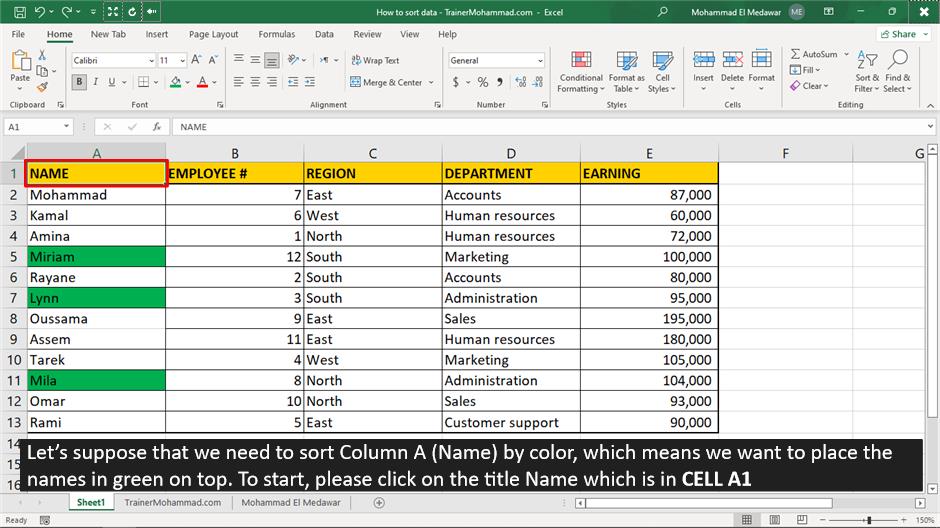 How to sort data - TrainerMohammad.com - Excel
Mohammad El Medawar ME
File Home New Tab Insert Page Layout Formulas Data Review View Help Share
Paste
Clipboard
Calibri 11 A A
B I U A
Font
ab Wrap Text
Merge & Center
Alignment
General
$ % 9
Number
Conditional Formatting
Format as Table
Cell Styles
Styles
Insert Delete Format
Cells
AutoSum
Fill
Clear
Sort & Filter
Find & Select
Editing
A1 fx NAME
A B C D E F G
1 NAME EMPLOYEE # REGION DEPARTMENT EARNING
2 Mohammad 7 East Accounts 87,000
3 Kamal 6 West Human resources 60,000
4 Amina 1 North Human resources 72,000
5 Miriam 12 South Marketing 100,000
6 Rayane 2 South Accounts 80,000
7 Lynn 3 South Administration 95,000
8 Oussama 9 East Sales 195,000
9 Assem 11 East Human resources 180,000
10 Tarek 4 West Marketing 105,000
11 Mila 8 North Administration 104,000
12 Omar 10 North Sales 93,000
13 Rami 5 East Customer support 90,000
14
15
16
Let's suppose that we need to sort Column A (Name) by color, which means we want to place the
names in green on top. To start, please click on the title Name which is in CELL A1
Sheet1 TrainerMohammad.com Mohammad El Medawar
Ready 150%